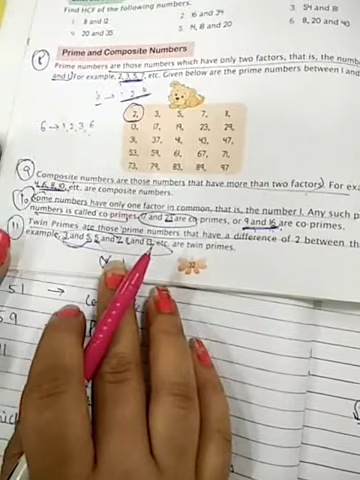 Find HCF of the following numbers.
1. 8 and 12
2. 16 and 34
3. 54 and 81
4. 20 and 35
5. 14, 18 and 20
6. 8, 20 and 40
8
Prime and Composite Numbers
Prime numbers are those numbers which have only two factors, that is, the num
and 1. For example, 2, 3, 5, 7, etc. Given below are the prime numbers between 1 and
6 → 1, 2, 3, 6
2, 3, 5, 7, 11,
13, 17, 19, 23, 29,
31, 37, 41, 43, 47,
53, 59, 61, 67, 71,
73, 79, 83, 89, 97
9
Composite numbers are those numbers that have more than two factors. For exa
4, 6, 8, 10, etc. are composite numbers.
10
Some numbers have only one factor in common, that is, the number 1. Any such p
numbers is called co-primes. and are co-primes, or 9 and 16 are co-primes.
11
Twin Primes are those prime numbers that have a difference of 2 between th
example, 3 and 5, 5 and 7, and 13, etc. are twin primes.
51 →